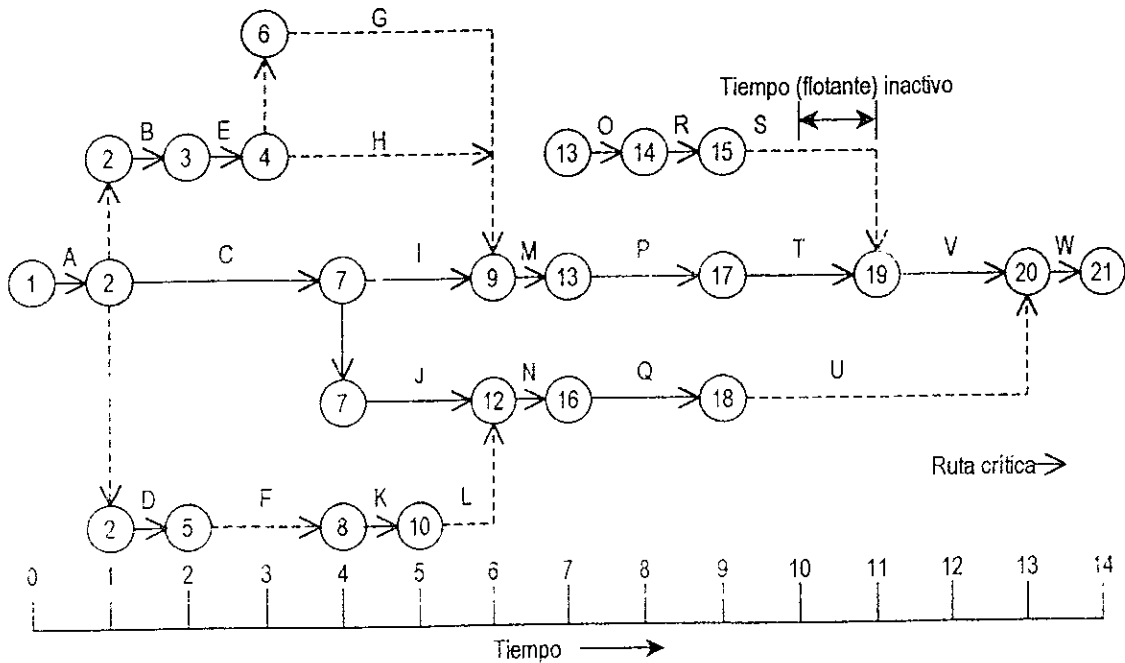 G
6
Tiempo (flotante) inactivo
B E H O R S
2 3 4 13 14 15
A C I M P T V W
1 2 7 9 13 17 19 20 21
J N Q U
7 12 16 18
Ruta crítica
D F K L
2 5 8 10
0 1 2 3 4 5 6 7 8 9 10 11 12 13 14
Tiempo